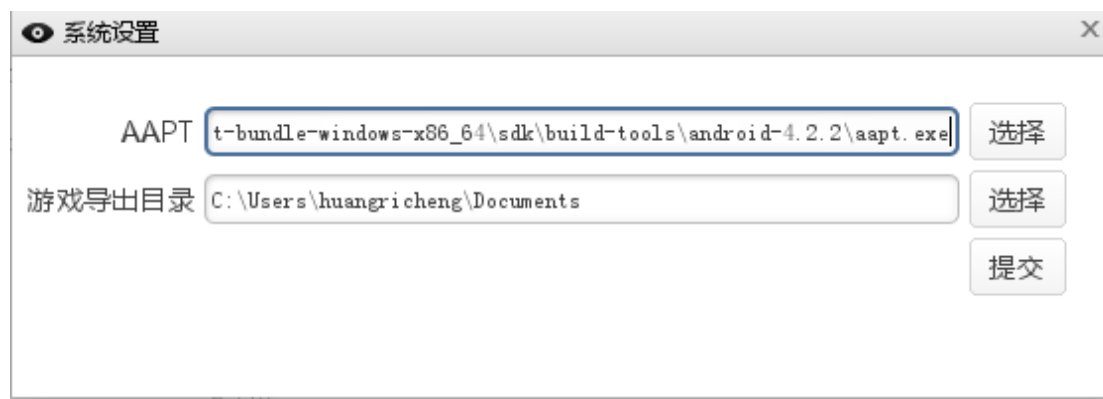 系统设置
AAPT t-bundle-windows-x86_64\sdk\build-tools\android-4.2.2\aapt.exe 选择
游戏导出目录 C:\Users\huangricheng\Documents 选择
提交